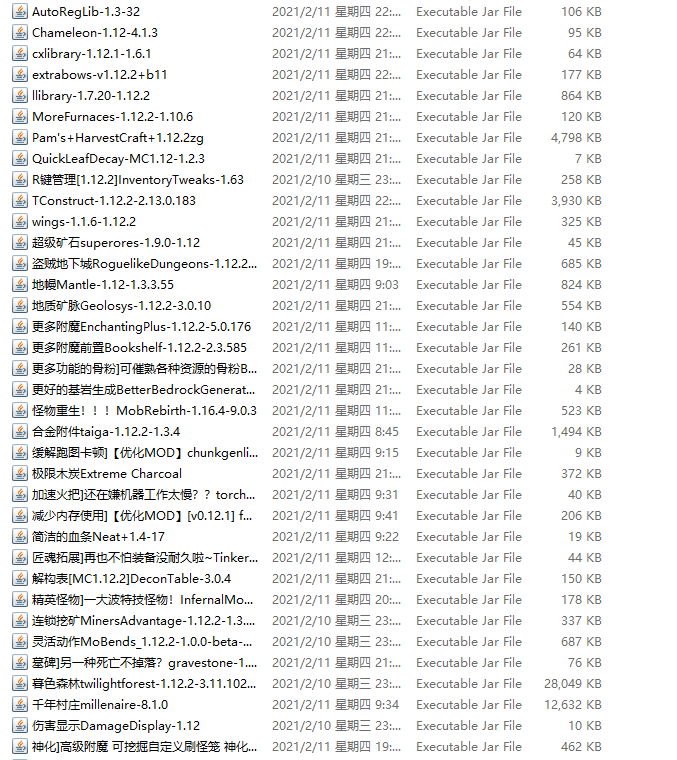 AutoRegLib-1.3-32 2021/2/11 星期四 22:... Executable Jar File 106 KB
Chameleon-1.12-4.1.3 2021/2/11 星期四 22:... Executable Jar File 95 KB
cxlibrary-1.12.1-1.6.1 2021/2/11 星期四 21:... Executable Jar File 64 KB
extrabows-v1.12.2+b11 2021/2/11 星期四 22:... Executable Jar File 177 KB
llibrary-1.7.20-1.12.2 2021/2/11 星期四 21:... Executable Jar File 864 KB
MoreFurnaces-1.12.2-1.10.6 2021/2/11 星期四 21:... Executable Jar File 120 KB
Pam's+HarvestCraft+1.12.2zg 2021/2/11 星期四 21:... Executable Jar File 4,798 KB
QuickLeafDecay-MC1.12-1.2.3 2021/2/11 星期四 21:... Executable Jar File 7 KB
R键管理[1.12.2]InventoryTweaks-1.63 2021/2/10 星期三 23:... Executable Jar File 258 KB
TConstruct-1.12.2-2.13.0.183 2021/2/11 星期四 22:... Executable Jar File 3,930 KB
wings-1.1.6-1.12.2 2021/2/11 星期四 21:... Executable Jar File 325 KB
超级矿石superores-1.9.0-1.12 2021/2/11 星期四 21:... Executable Jar File 45 KB
盗贼地下城RoguelikeDungeons-1.12.2... 2021/2/11 星期四 19:... Executable Jar File 685 KB
地幔Mantle-1.12-1.3.3.55 2021/2/11 星期四 9:03 Executable Jar File 824 KB
地质矿脉Geolosys-1.12.2-3.0.10 2021/2/11 星期四 21:... Executable Jar File 554 KB
更多附魔EnchantingPlus-1.12.2-5.0.176 2021/2/11 星期四 11:... Executable Jar File 140 KB
更多附魔前置Bookshelf-1.12.2-2.3.585 2021/2/11 星期四 11:... Executable Jar File 261 KB
更多功能的骨粉]可催熟各种资源的骨粉B... 2021/2/11 星期四 21:... Executable Jar File 28 KB
更好的基岩生成BetterBedrockGenerat... 2021/2/11 星期四 21:... Executable Jar File 4 KB
怪物重生！！！MobRebirth-1.16.4-9.0.3 2021/2/11 星期四 11:... Executable Jar File 523 KB
合金附件taiga-1.12.2-1.3.4 2021/2/11 星期四 8:45 Executable Jar File 1,494 KB
缓解跑图卡顿]【优化MOD】chunkgenli... 2021/2/11 星期四 9:15 Executable Jar File 9 KB
极限木炭Extreme Charcoal 2021/2/11 星期四 21:... Executable Jar File 372 KB
加速火把]还在嫌机器工作太慢？？torch... 2021/2/11 星期四 9:31 Executable Jar File 40 KB
减少内存使用]【优化MOD】[v0.12.1] f... 2021/2/11 星期四 9:41 Executable Jar File 206 KB
简洁的血条Neat+1.4-17 2021/2/11 星期四 9:22 Executable Jar File 19 KB
匠魂拓展]再也不怕装备没耐久啦~Tinker... 2021/2/11 星期四 12:... Executable Jar File 44 KB
解构表[MC1.12.2]DeconTable-3.0.4 2021/2/11 星期四 21:... Executable Jar File 150 KB
精英怪物]一大波特技怪物！InfernalMo... 2021/2/11 星期四 20:... Executable Jar File 178 KB
连锁挖矿MinersAdvantage-1.12.2-1.3.... 2021/2/10 星期三 23:... Executable Jar File 337 KB
灵活动作MoBends_1.12.2-1.0.0-beta-... 2021/2/10 星期三 23:... Executable Jar File 687 KB
墓碑]另一种死亡不掉落？gravestone-1.... 2021/2/11 星期四 21:... Executable Jar File 76 KB
暮色森林twilightforest-1.12.2-3.11.102... 2021/2/10 星期三 23:... Executable Jar File 28,049 KB
千年村庄millenaire-8.1.0 2021/2/11 星期四 9:34 Executable Jar File 12,632 KB
伤害显示DamageDisplay-1.12 2021/2/10 星期三 23:... Executable Jar File 10 KB
神化]高级附魔 可挖掘自定义刷怪笼 神化... 2021/2/11 星期四 19:... Executable Jar File 462 KB